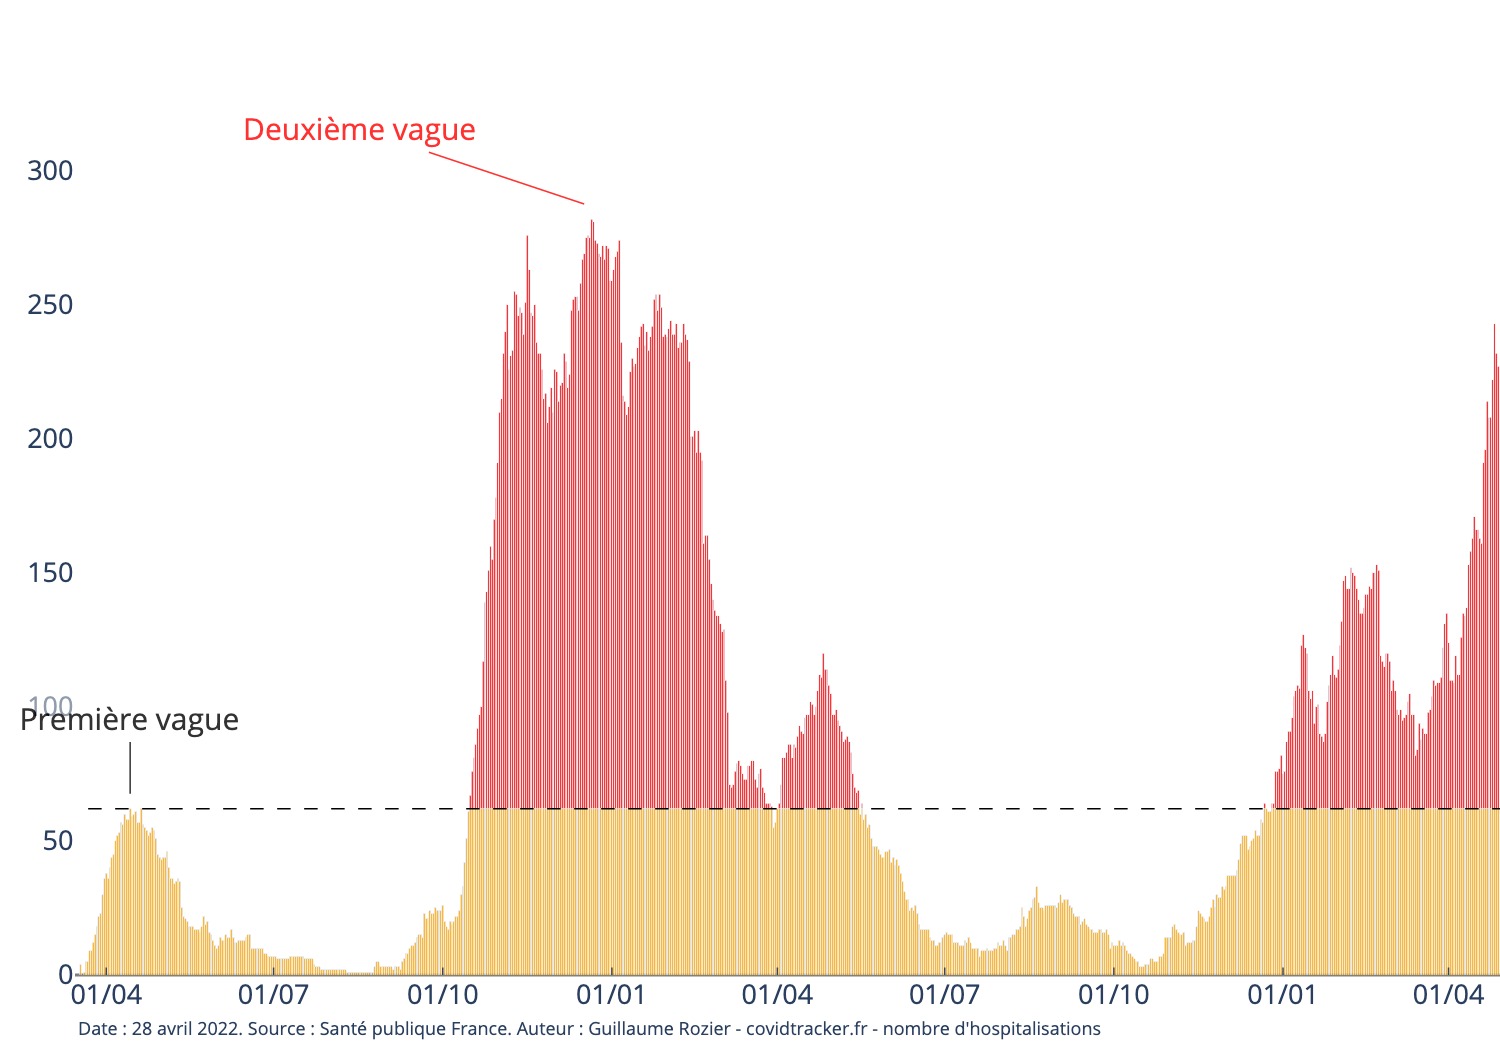 Deuxième vague
300
250
200
150
100
Première vague
50
0
01/04 01/07 01/10 01/01 01/04 01/07 01/10 01/01 01/04
Date : 28 avril 2022. Source : Santé publique France. Auteur : Guillaume Rozier - covidtracker.fr - nombre d'hospitalisations